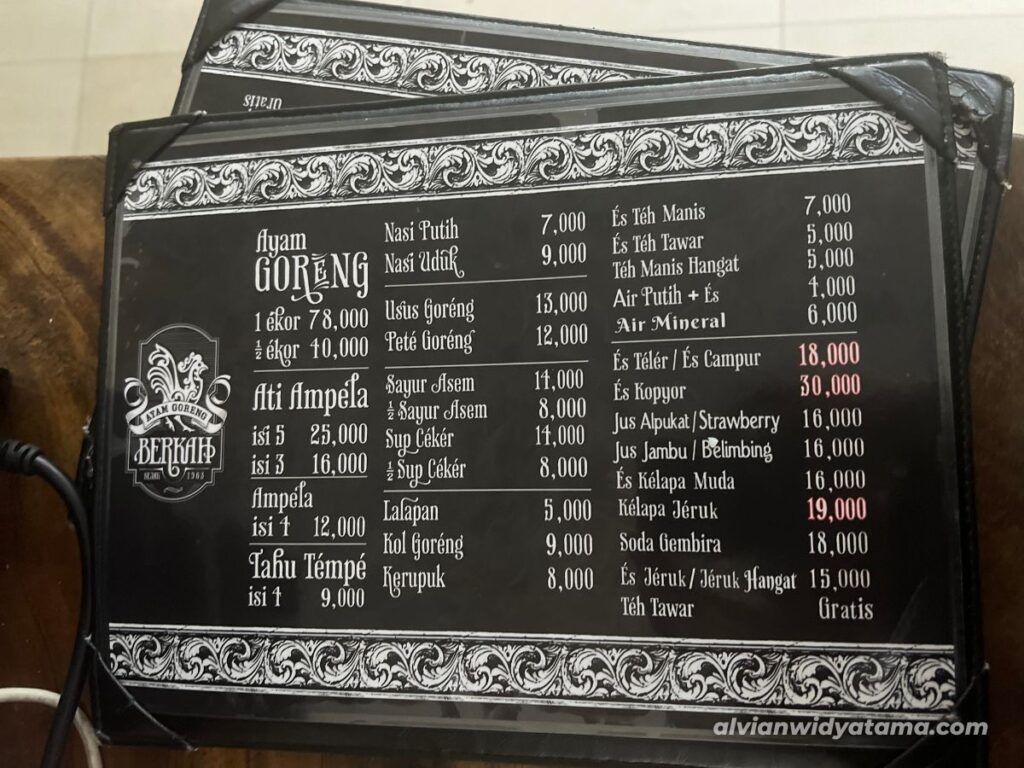 Gratis
AYAM GORENG
BERKAH
SEJAK 1965
Ayam
GORÉNG
1 ékor 78,000
½ ékor 40,000
Ati Ampéla
isi 5 25,000
isi 3 16,000
Ampéla
isi 4 12,000
Tahu Témpé
isi 4 9,000
Nasi Putih 7,000
Nasi Uduk 9,000
Usus Goréng 13,000
Peté Goréng 12,000
Sayur Asem 14,000
½ Sayur Asem 8,000
Sup Cékér 14,000
½ Sup Cékér 8,000
Lalapan 5,000
Kol Goréng 9,000
Kerupuk 8,000
És Téh Manis 7,000
És Téh Tawar 5,000
Téh Manis Hangat 5,000
Air Putih + És 4,000
Air Mineral 6,000
És Télér / És Campur 18,000
És Kopyor 30,000
Jus Alpukat / Strawberry 16,000
Jus Jambu / Belimbing 16,000
És Kélapa Muda 16,000
Kélapa Jéruk 19,000
Soda Gembira 18,000
És Jéruk / Jéruk Hangat 15,000
Téh Tawar Gratis
alvianwidyatama.com